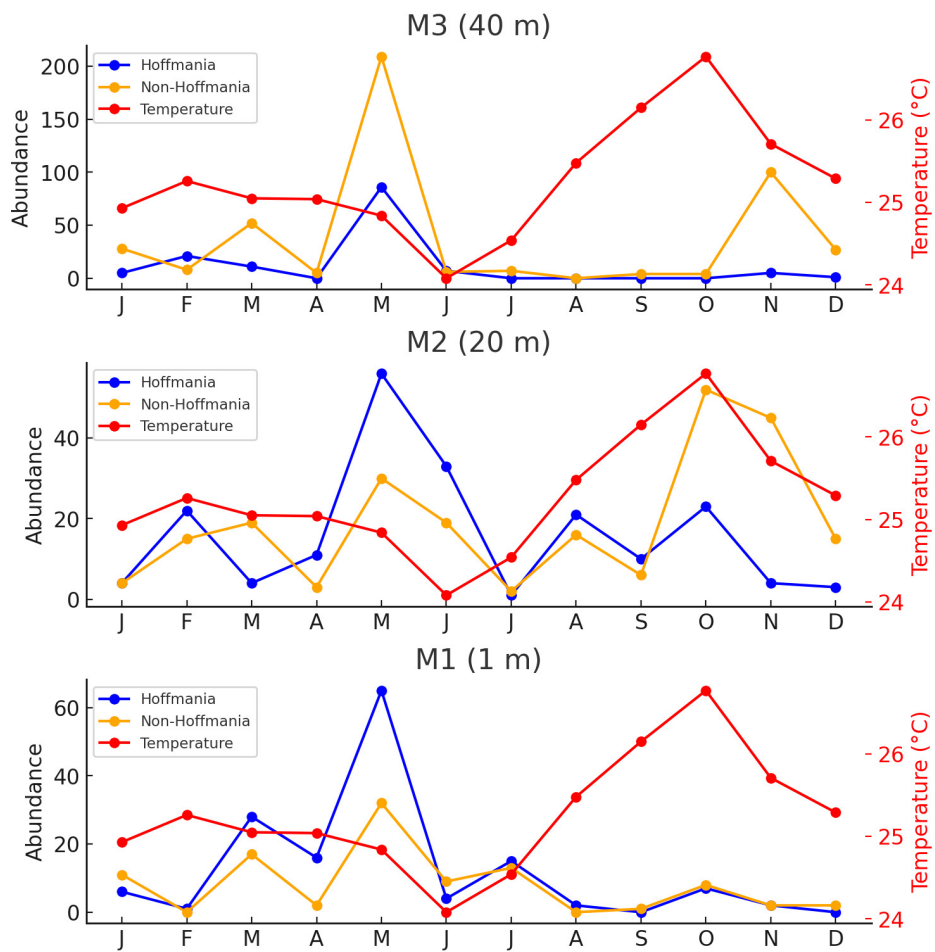 M3 (40 m)
Hoffmania
Non-Hoffmania
Temperature
Abundance
200
150
100
50
0
26
25
24
Temperature (°C)
J F M A M J J A S O N D
M2 (20 m)
Hoffmania
Non-Hoffmania
Temperature
Abundance
40
20
0
26
25
24
Temperature (°C)
J F M A M J J A S O N D
M1 (1 m)
Hoffmania
Non-Hoffmania
Temperature
Abundance
60
40
20
0
26
25
24
Temperature (°C)
J F M A M J J A S O N D